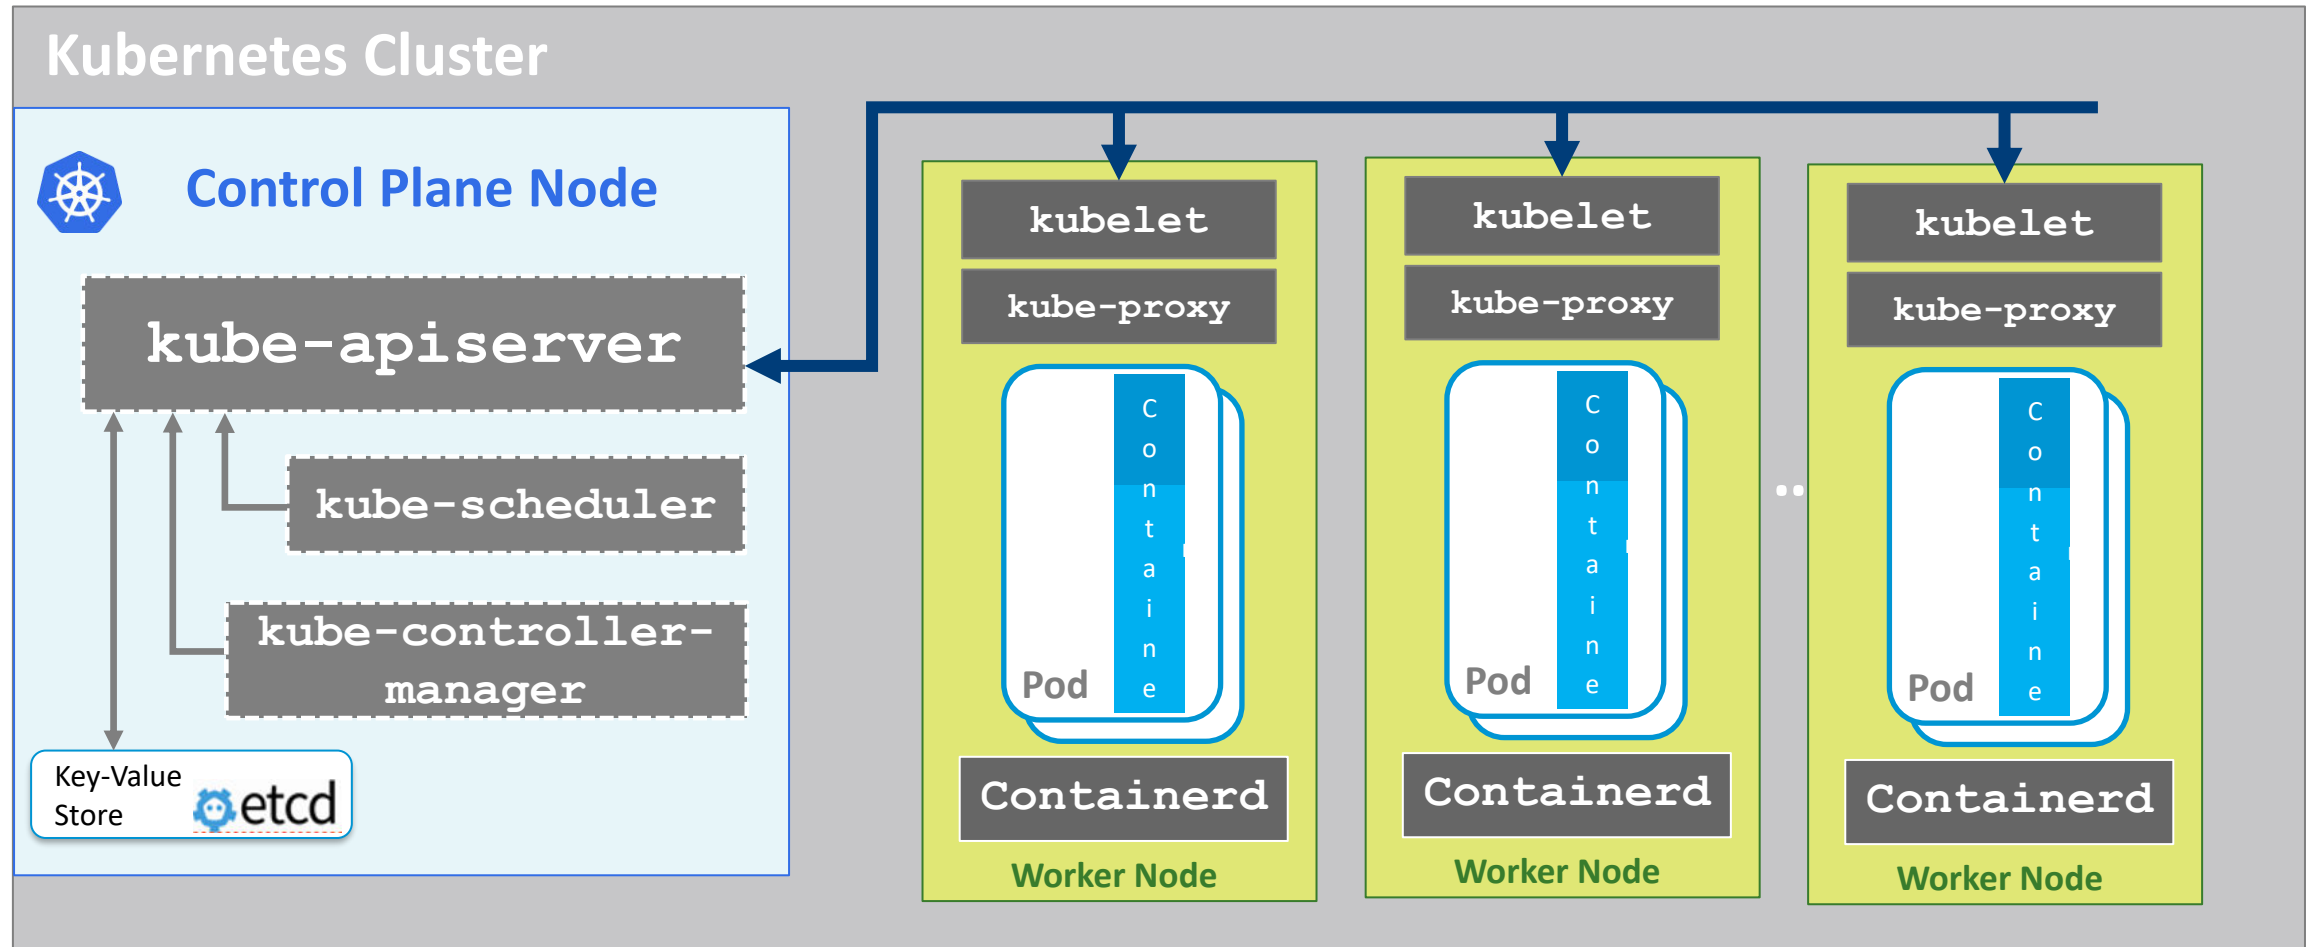 Kubernetes Cluster
Control Plane Node
kube-apiserver
kube-scheduler
kube-controller-
manager
Key-Value
Store
etcd
kubelet
kube-proxy
C
o
n
t
a
i
n
e
Pod
Containerd
Worker Node
kubelet
kube-proxy
C
o
n
t
a
i
n
e
Pod
Containerd
Worker Node
..
kubelet
kube-proxy
C
o
n
t
a
i
n
e
Pod
Containerd
Worker Node